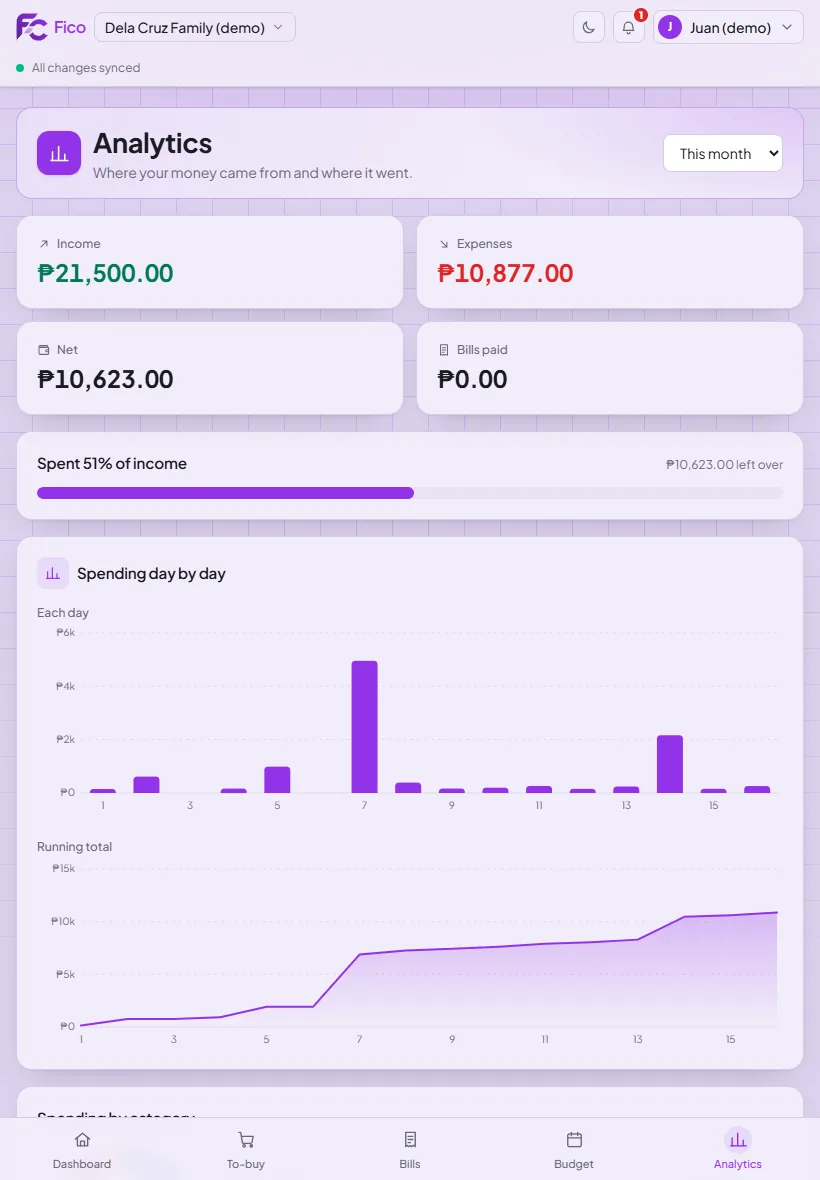 FC Fico
Dela Cruz Family (demo)
1
J
Juan (demo)
All changes synced
Analytics
Where your money came from and where it went.
This month
Income
₱21,500.00
Expenses
₱10,877.00
Net
₱10,623.00
Bills paid
₱0.00
Spent 51% of income
₱10,623.00 left over
Spending day by day
Each day
₱6k
₱4k
₱2k
₱0
1 3 5 7 9 11 13 15
Running total
₱15k
₱10k
₱5k
₱0
1 3 5 7 9 11 13 15
Spending by category
Dashboard
To-buy
Bills
Budget
Analytics